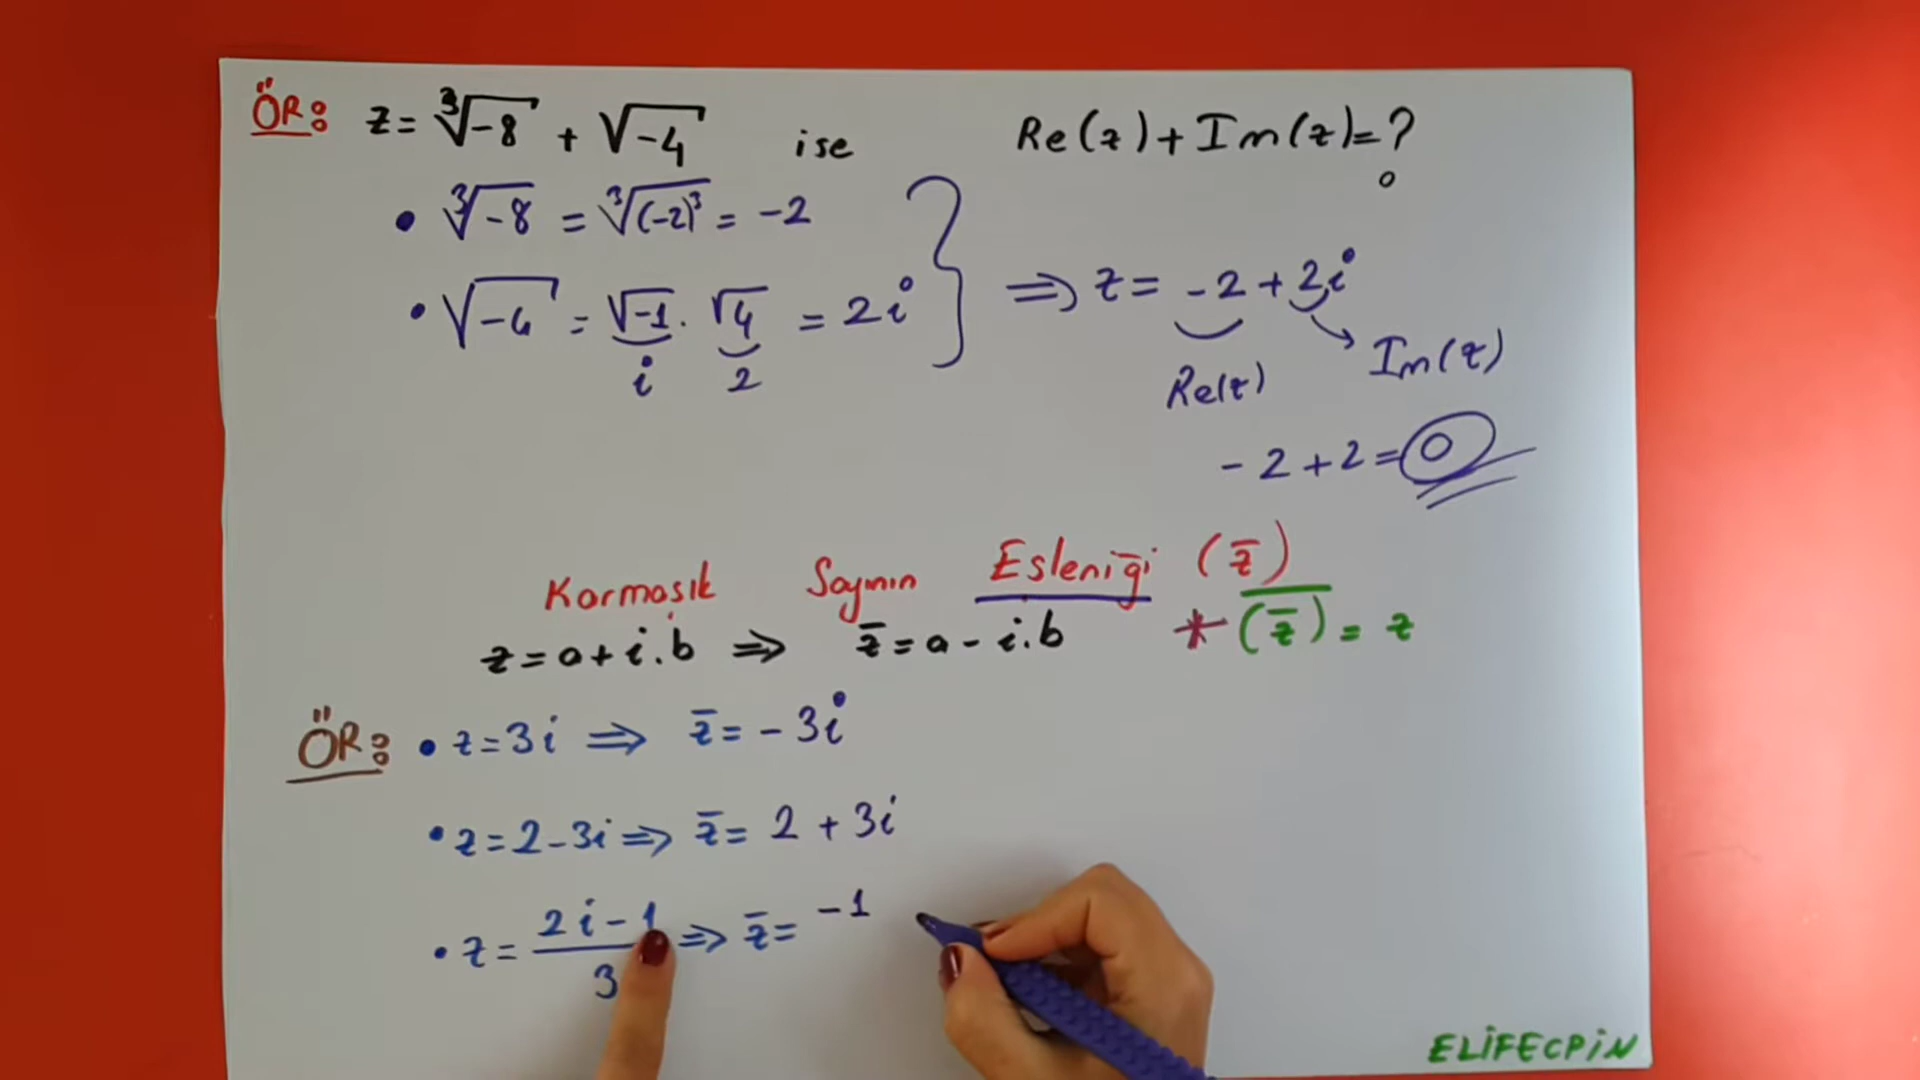 ÖR: z = ∛-8 + √-4 ise Re(z) + Im(z) = ?
• ∛-8 = ∛(-2)³ = -2
• √-4 = √-1 . √4 = 2i ⇒ z = -2 + 2i
i 2 Re(z) Im(z)
-2 + 2 = 0
Karmaşık Sayının Eşleniği (z̄)
z = a + i.b ⇒ z̄ = a - i.b * \overline{(z̄)} = z
ÖR: • z = 3i ⇒ z̄ = -3i
• z = 2 - 3i ⇒ z̄ = 2 + 3i
• z = (2i - 1)/3 ⇒ z̄ = -1
ELİFECPİN